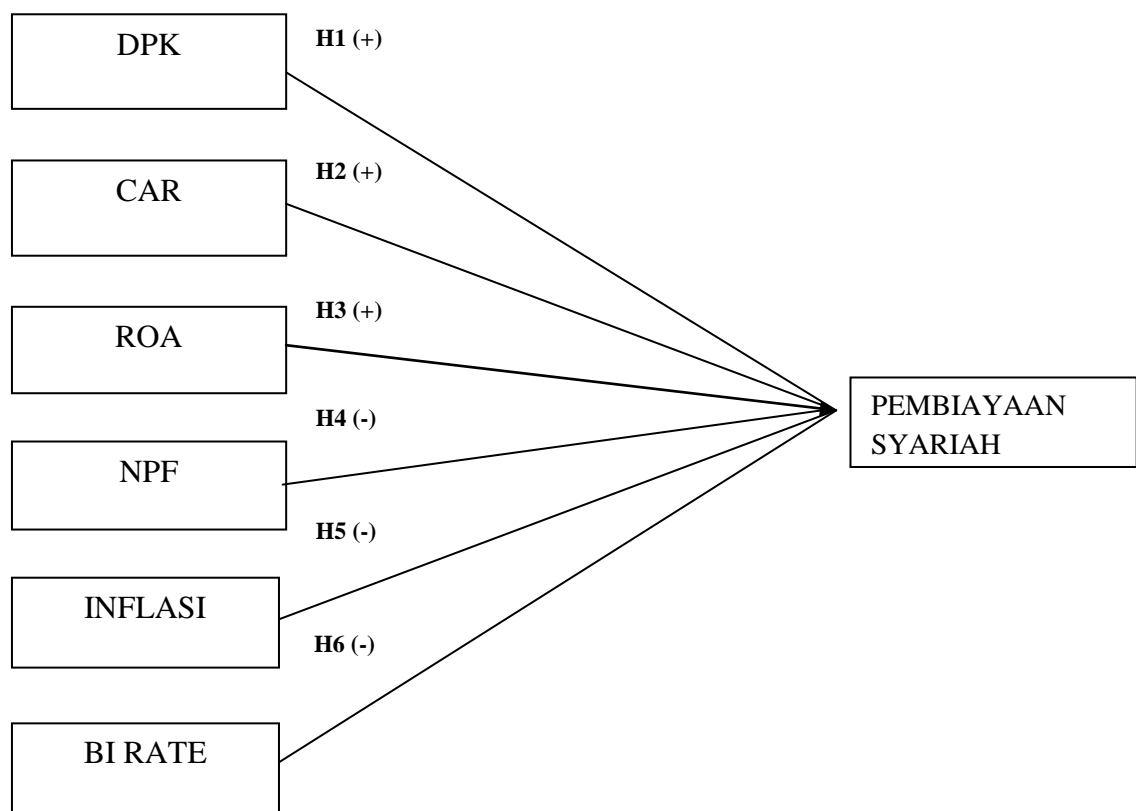 DPK
H1 (+)
CAR
H2 (+)
ROA
H3 (+)
H4 (-)
NPF
H5 (-)
INFLASI
H6 (-)
BI RATE
PEMBIAYAAN
SYARIAH